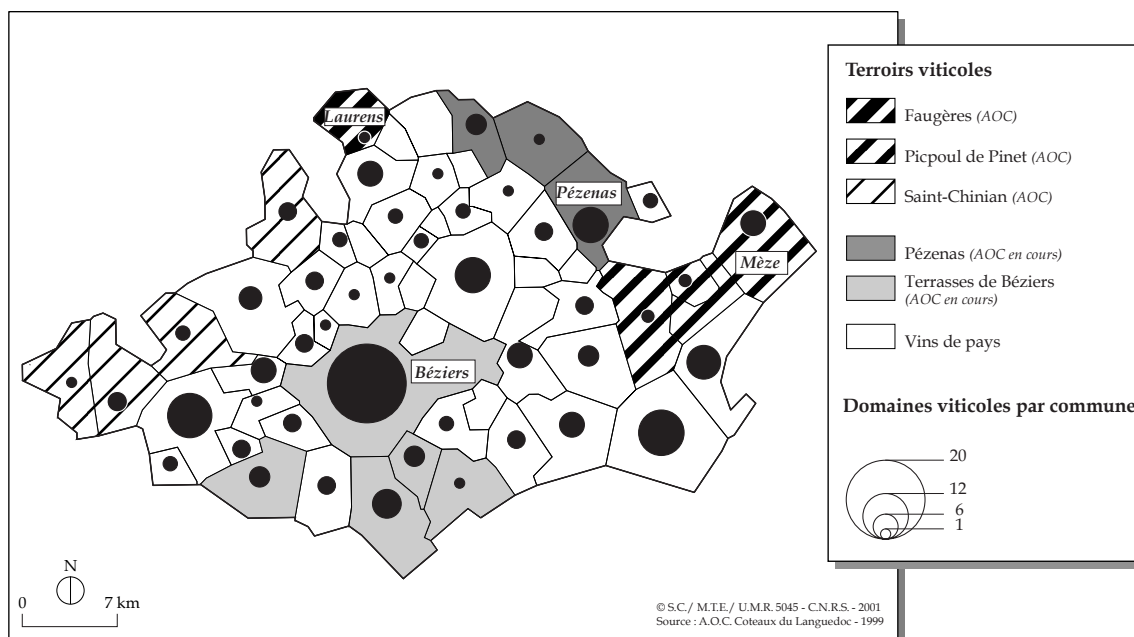 Laurens
Pézenas
Mèze
Béziers
N
0 7 km
© S.C./ M.T.E./ U.M.R. 5045 - C.N.R.S. - 2001
Source : A.O.C. Coteaux du Languedoc - 1999
Terroirs viticoles
Faugères (AOC)
Picpoul de Pinet (AOC)
Saint-Chinian (AOC)
Pézenas (AOC en cours)
Terrasses de Béziers
(AOC en cours)
Vins de pays
Domaines viticoles par commune
20
12
6
1